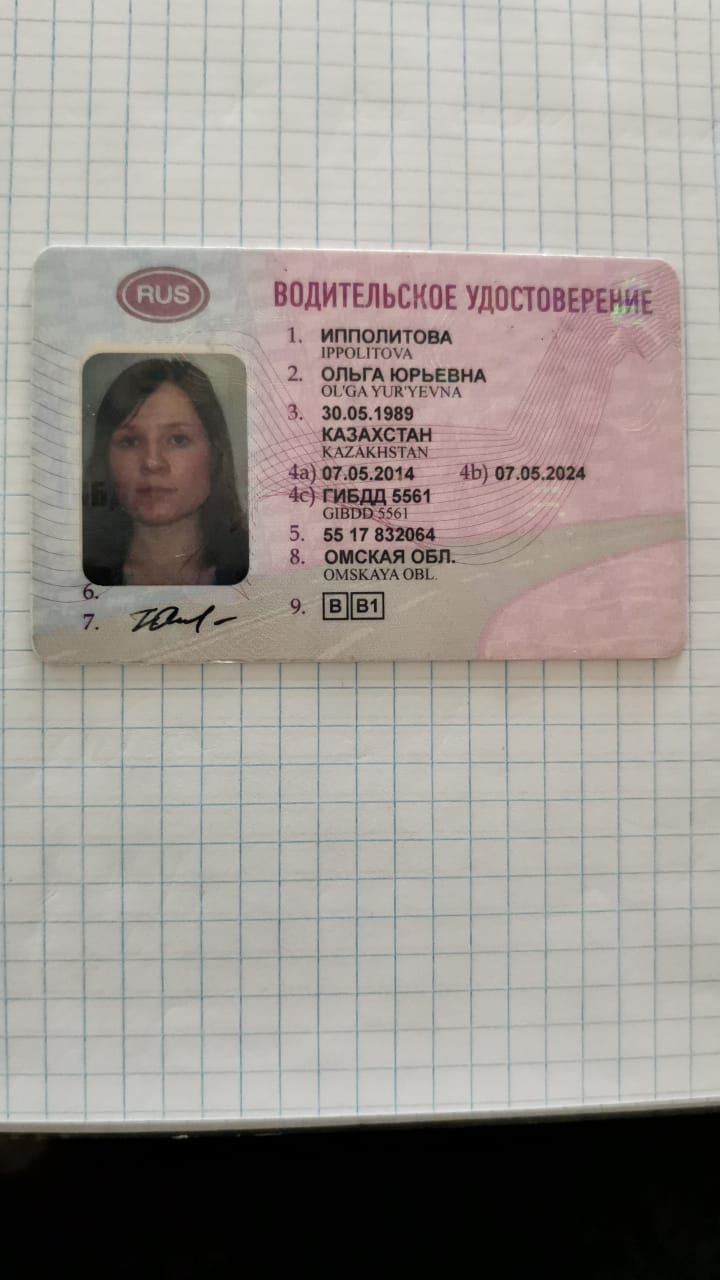 RUS
ВОДИТЕЛЬСКОЕ УДОСТОВЕРЕНИЕ
1. ИППОЛИТОВА
IPPOLITOVA
2. ОЛЬГА ЮРЬЕВНА
OL'GA YUR'YEVNA
3. 30.05.1989
КАЗАХСТАН
KAZAKHSTAN
4a) 07.05.2014 4b) 07.05.2024
4c) ГИБДД 5561
GIBDD 5561
5. 55 17 832064
8. ОМСКАЯ ОБЛ.
OMSKAYA OBL.
6.
7.
9. B B1